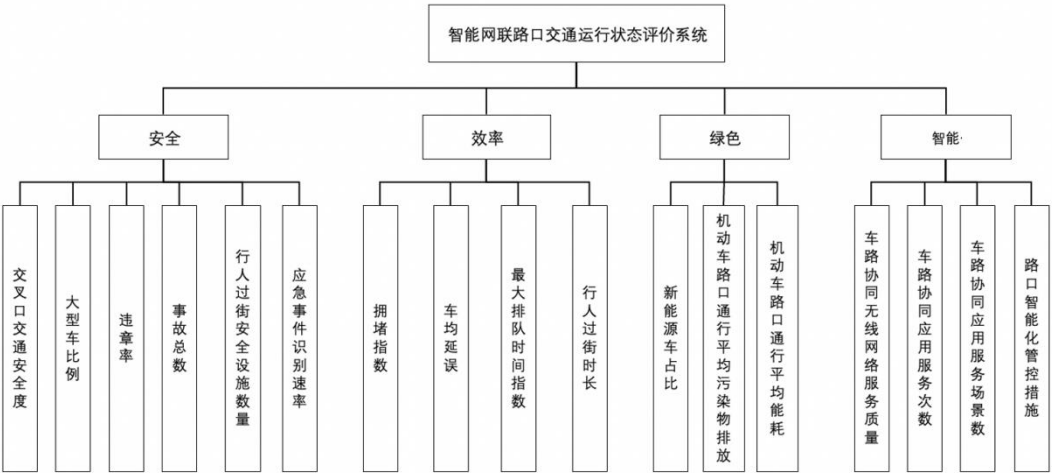 智能网联路口交通运行状态评价系统
安全
效率
绿色
智能·
交叉口交通安全度
大型车比例
违章率
事故总数
行人过街安全设施数量
应急事件识别速率
拥堵指数
车均延误
最大排队时间指数
行人过街时长
新能源车占比
机动车路口通行平均污染物排放
机动车路口通行平均能耗
车路协同无线网络服务质量
车路协同应用服务次数
车路协同应用服务场景数
路口智能化管控措施